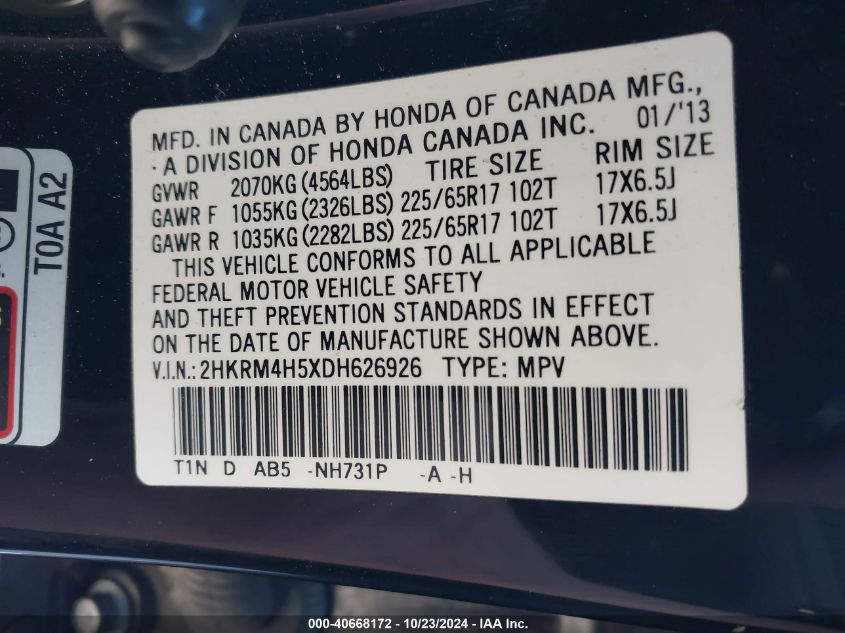 MFD. IN CANADA BY HONDA OF CANADA MFG.,
·A DIVISION OF HONDA CANADA INC. 01/'13
GVWR 2070KG (4564LBS) TIRE SIZE RIM SIZE
GAWR F 1055KG (2326LBS) 225/65R17 102T 17X6.5J
GAWR R 1035KG (2282LBS) 225/65R17 102T 17X6.5J
THIS VEHICLE CONFORMS TO ALL APPLICABLE
FEDERAL MOTOR VEHICLE SAFETY
AND THEFT PREVENTION STANDARDS IN EFFECT
ON THE DATE OF MANUFACTURE SHOWN ABOVE.
V.I.N.: 2HKRM4H5XDH626926 TYPE: MPV
T1N D AB5 -NH731P -A -H
T0A A2
000-40668172 - 10/23/2024 - IAA Inc.